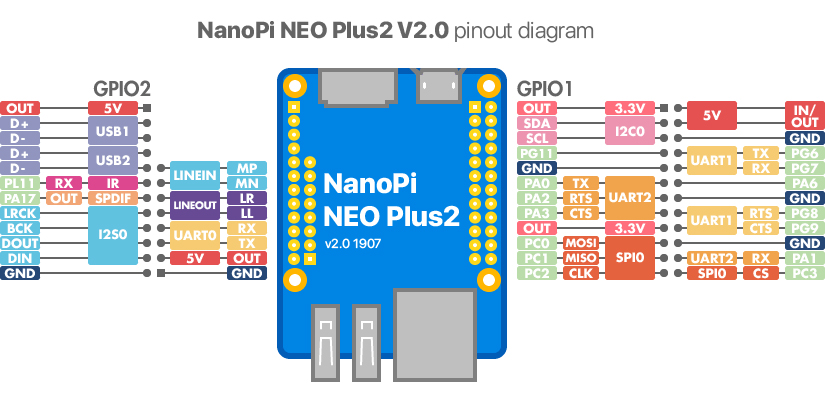 NanoPi NEO Plus2 V2.0 pinout diagram
GPIO2
GPIO1
OUT 5V
D+ USB1
D-
D+ USB2
D- LINEIN MP
PL11 RX IR MN
PA17 OUT SPDIF LINEOUT LR
LRCK I2S0 LL
BCK UART0 RX
DOUT TX
DIN 5V OUT
GND GND
NanoPi
NEO Plus2
v2.0 1907
OUT 3.3V 5V IN/
OUT
SDA I2C0
SCL GND
PG11 UART1 TX PG6
GND RX PG7
PA0 TX UART2 PA6
PA2 RTS GND
PA3 CTS UART1 RTS PG8
OUT 3.3V CTS PG9
PC0 MOSI SPI0 GND
PC1 MISO UART2 RX PA1
PC2 CLK SPI0 CS PC3